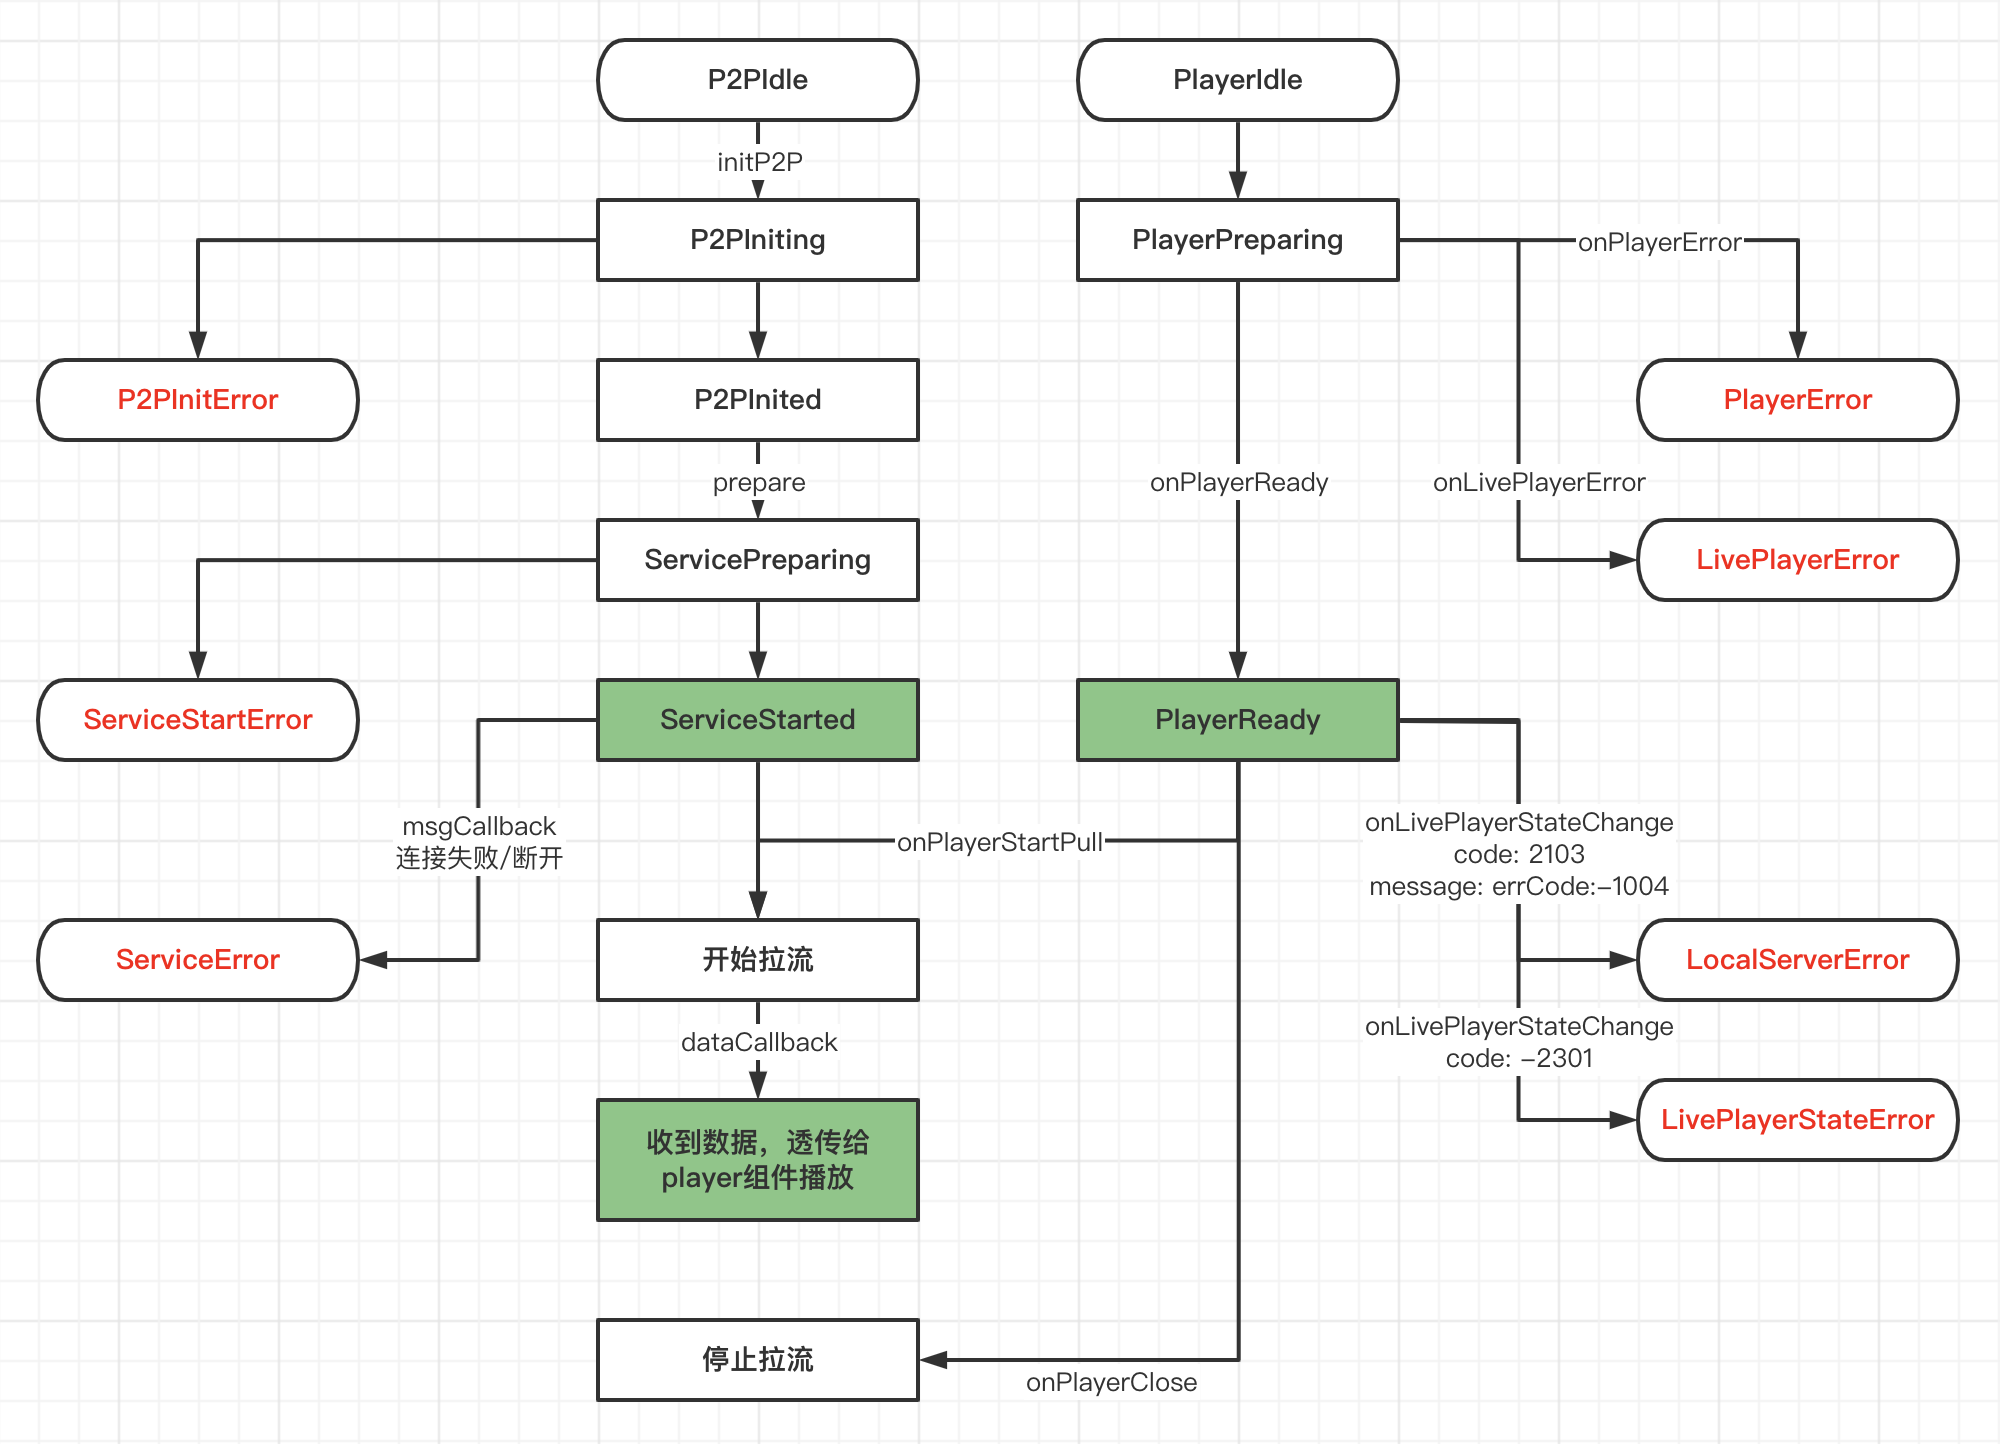 P2PIdle
PlayerIdle
initP2P
P2PIniting
PlayerPreparing
onPlayerError
P2PInitError
P2PInited
PlayerError
prepare
onPlayerReady
onLivePlayerError
ServicePreparing
LivePlayerError
ServiceStartError
ServiceStarted
PlayerReady
msgCallback
连接失败/断开
onPlayerStartPull
onLivePlayerStateChange
code: 2103
message: errCode:-1004
ServiceError
开始拉流
LocalServerError
dataCallback
onLivePlayerStateChange
code: -2301
收到数据，透传给
player组件播放
LivePlayerStateError
停止拉流
onPlayerClose